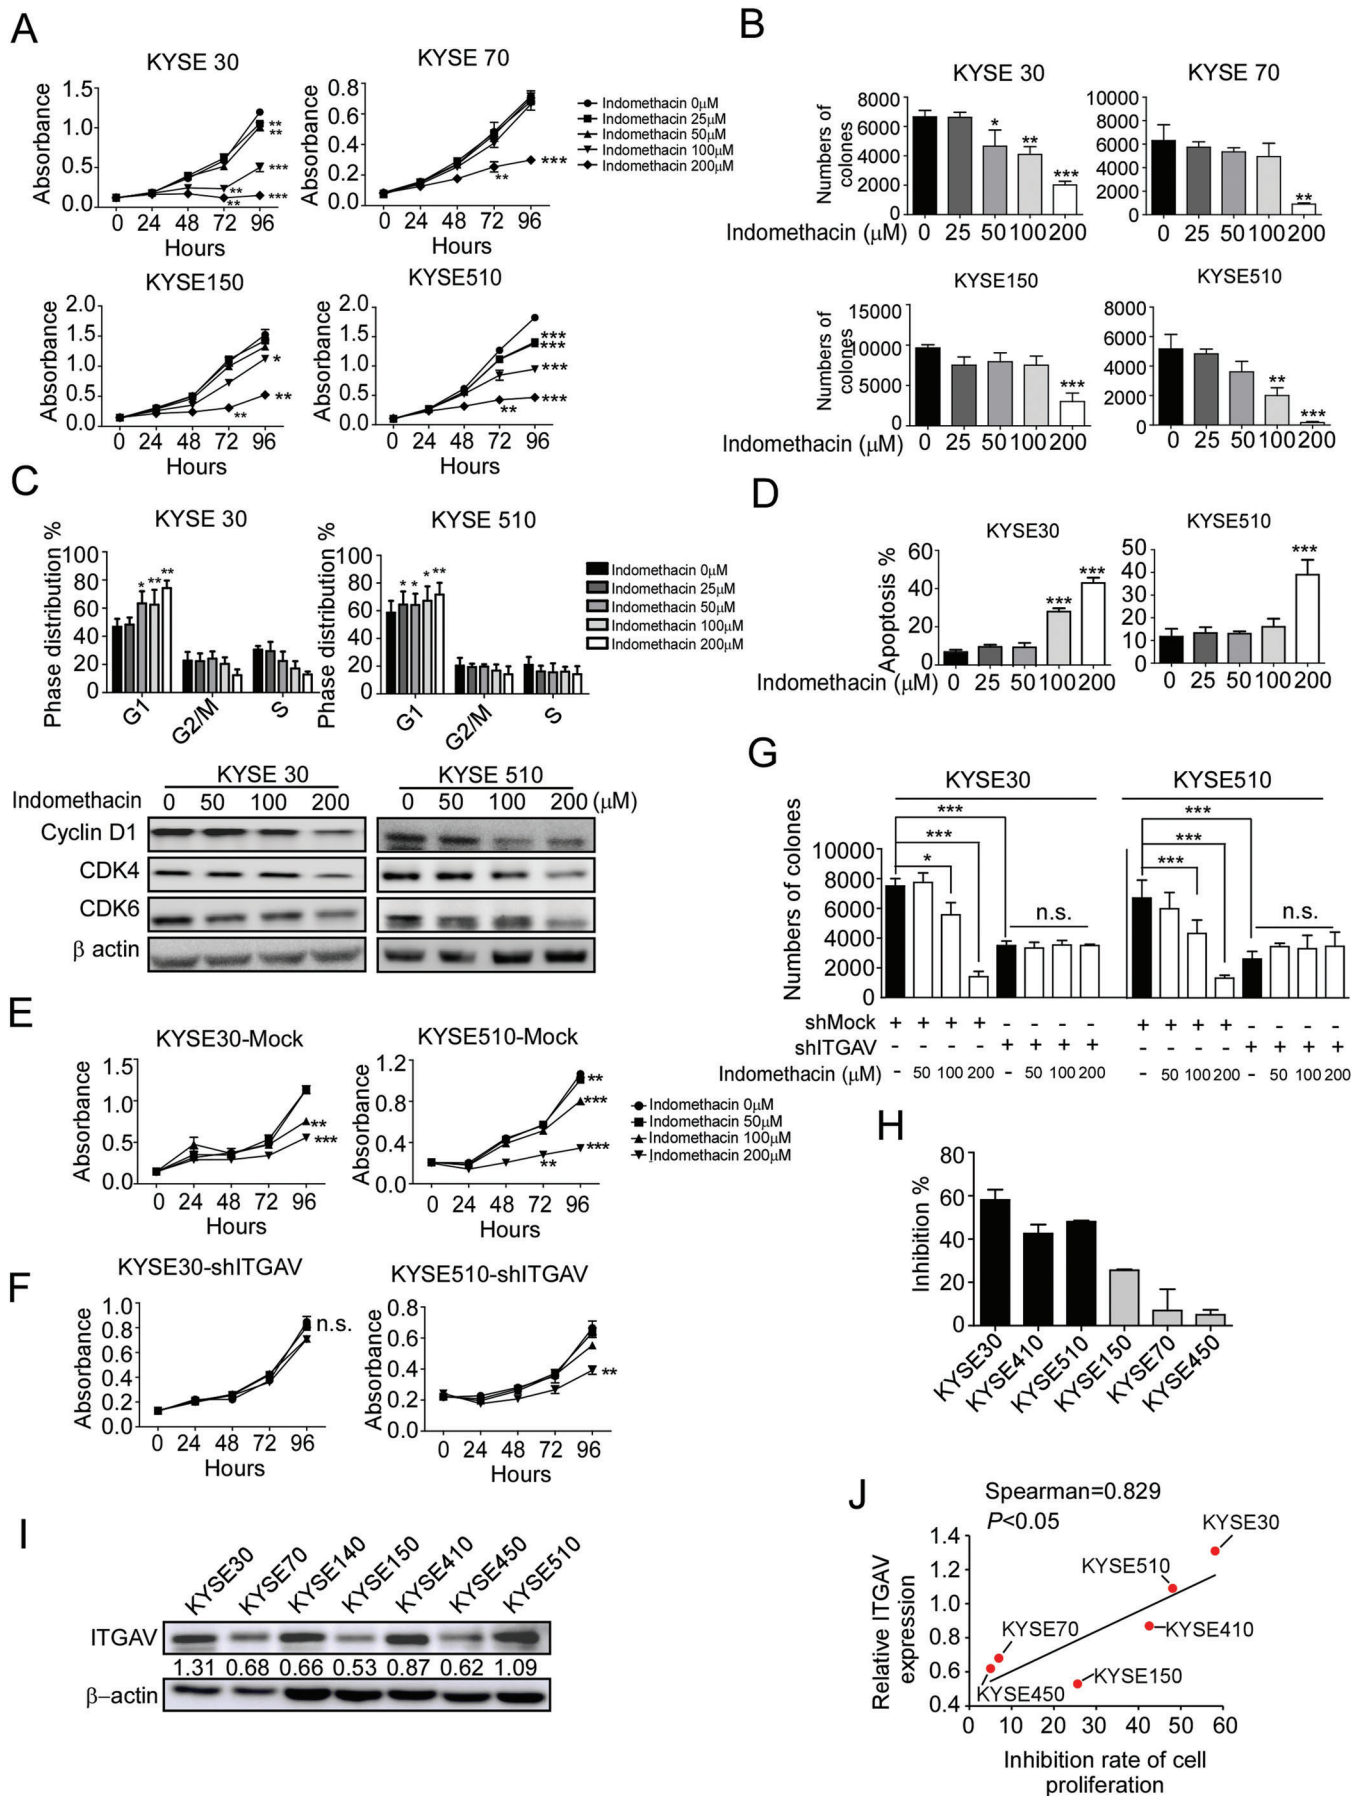 A
KYSE 30
Absorbance
1.5
1.0
0.5
0.0
**
**
***
**
**
***
0 24 48 72 96
Hours
KYSE 70
Absorbance
0.8
0.6
0.4
0.2
0.0
***
**
0 24 48 72 96
Hours
Indomethacin 0μM
Indomethacin 25μM
Indomethacin 50μM
Indomethacin 100μM
Indomethacin 200μM
KYSE150
Absorbance
2.0
1.5
1.0
0.5
0.0
*
**
**
0 24 48 72 96
Hours
KYSE510
Absorbance
2.0
1.5
1.0
0.5
0.0
***
***
***
***
**
0 24 48 72 96
Hours
B
KYSE 30
Numbers of
colones
8000
6000
4000
2000
0
* ** ***
Indomethacin (μM) 0 25 50 100 200
KYSE 70
10000
8000
6000
4000
2000
0
**
0 25 50 100 200
KYSE150
Numbers of
colones
15000
10000
5000
0
***
Indomethacin (μM) 0 25 50 100 200
KYSE510
8000
6000
4000
2000
0
** ***
0 25 50 100 200
C
KYSE 30
Phase distribution %
100
80
60
40
20
0
* ** **
G1 G2/M S
KYSE 510
Phase distribution %
100
80
60
40
20
0
* * * **
G1 G2/M S
Indomethacin 0μM
Indomethacin 25μM
Indomethacin 50μM
Indomethacin 100μM
Indomethacin 200μM
KYSE 30 KYSE 510
Indomethacin 0 50 100 200 0 50 100 200 (μM)
Cyclin D1
CDK4
CDK6
β actin
D
KYSE30
Apoptosis %
60
40
20
0
*** ***
Indomethacin (μM) 0 25 50 100 200
KYSE510
50
40
30
20
10
0
***
0 25 50 100 200
G
KYSE30 KYSE510
Numbers of colones
10000
8000
6000
4000
2000
0
***
***
*
n.s.
***
***
***
n.s.
shMock + + + + - - - - + + + + - - - -
shITGAV - - - - + + + + - - - - + + + +
Indomethacin (μM) - 50 100 200 - 50 100 200 - 50 100 200 - 50 100 200
E
KYSE30-Mock
Absorbance
1.5
1.0
0.5
0.0
**
***
0 24 48 72 96
Hours
KYSE510-Mock
Absorbance
1.2
0.8
0.4
0.0
**
***
***
**
0 24 48 72 96
Hours
Indomethacin 0μM
Indomethacin 50μM
Indomethacin 100μM
Indomethacin 200μM
F
KYSE30-shITGAV
Absorbance
1.0
0.8
0.6
0.4
0.2
0.0
n.s.
0 24 48 72 96
Hours
KYSE510-shITGAV
Absorbance
0.8
0.6
0.4
0.2
0.0
**
0 24 48 72 96
Hours
H
Inhibition %
80
60
40
20
0
KYSE30 KYSE410 KYSE510 KYSE150 KYSE70 KYSE450
I
KYSE30 KYSE70 KYSE140 KYSE150 KYSE410 KYSE450 KYSE510
ITGAV
1.31 0.68 0.66 0.53 0.87 0.62 1.09
β−actin
J
Spearman=0.829
P<0.05
Relative ITGAV
expression
1.4
1.2
1.0
0.8
0.6
0.4
KYSE30
KYSE510
KYSE410
KYSE70
KYSE150
KYSE450
0 10 20 30 40 50 60
Inhibition rate of cell
proliferation